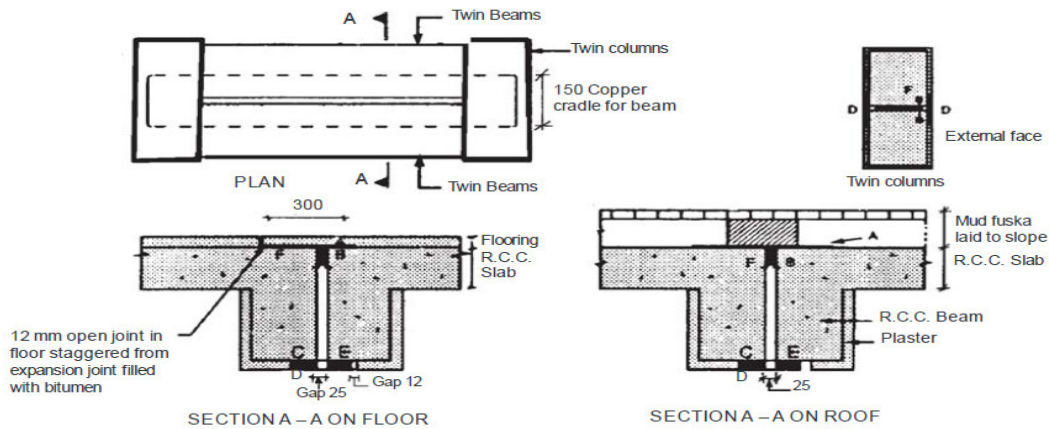 A
Twin Beams
Twin columns
150 Copper
cradle for beam
PLAN
A
Twin Beams
F
D
D
External face
Twin columns
300
Flooring
R.C.C.
Slab
F
B
12 mm open joint in
floor staggered from
expansion joint filled
with bitumen
C
E
D
Gap 12
Gap 25
SECTION A – A ON FLOOR
Mud fuska
laid to slope
A
R.C.C. Slab
F
B
R.C.C. Beam
Plaster
C
E
D
25
SECTION A – A ON ROOF